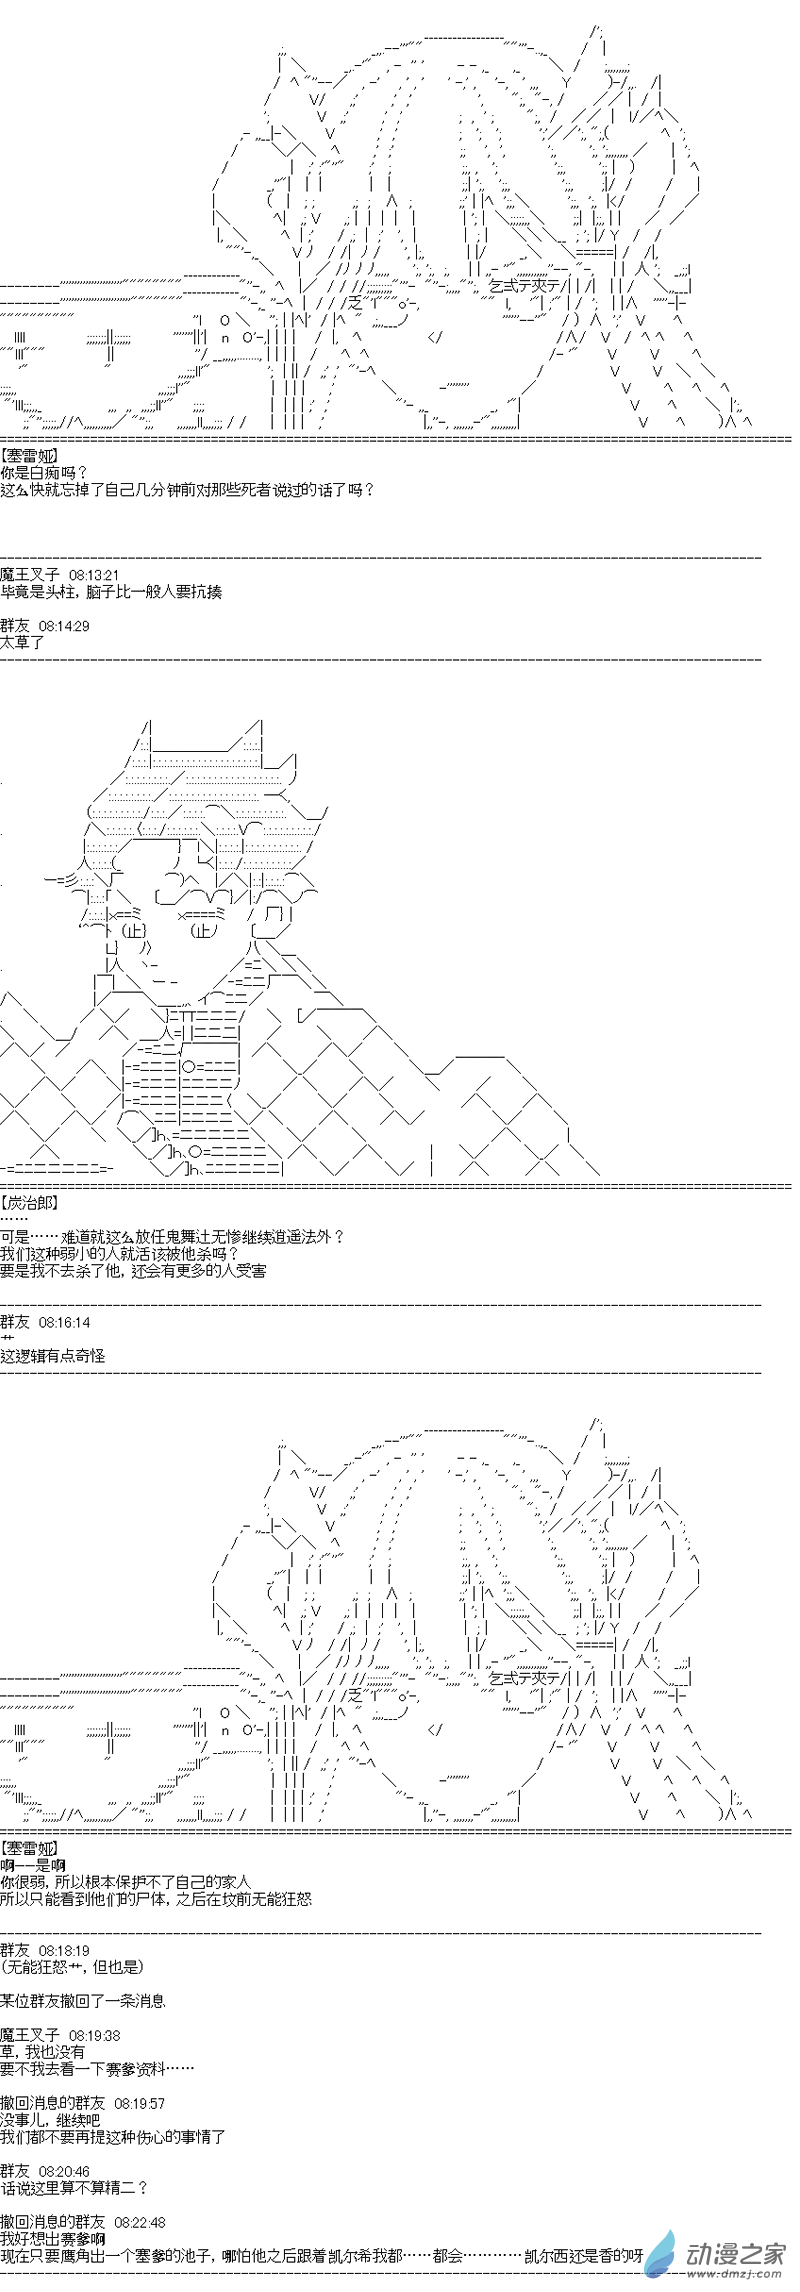 【塞雷娅】
你是白痴吗？
这么快就忘掉了自己几分钟前对那些死者说过的话了吗？
魔王叉子 08:13:21
毕竟是头柱，脑子比一般人要抗揍
群友 08:14:29
太草了
【炭治郎】
……
可是……难道就这么放任鬼舞辻无惨继续逍遥法外？
我们这种弱小的人就活该被他杀吗？
要是我不去杀了他，还会有更多的人受害
群友 08:16:14
艹
这逻辑有点奇怪
【塞雷娅】
啊——是啊
你很弱，所以根本保护不了自己的家人
所以只能看到他们的尸体，之后在坟前无能狂怒
群友 08:18:19
(无能狂怒艹，但也是)
某位群友撤回了一条消息
魔王叉子 08:19:38
草，我也没有
要不我去看一下赛爹资料……
撤回消息的群友 08:19:57
没事儿，继续吧
我们都不要再提这种伤心的事情了
群友 08:20:46
话说这里算不算精二？
撤回消息的群友 08:22:48
我好想出赛爹啊
现在只要鹰角出一个塞爹的池子，哪怕他之后跟着凯尔希我都……都会…………凯尔西还是香的呀
动漫之家
www.dmzj.com